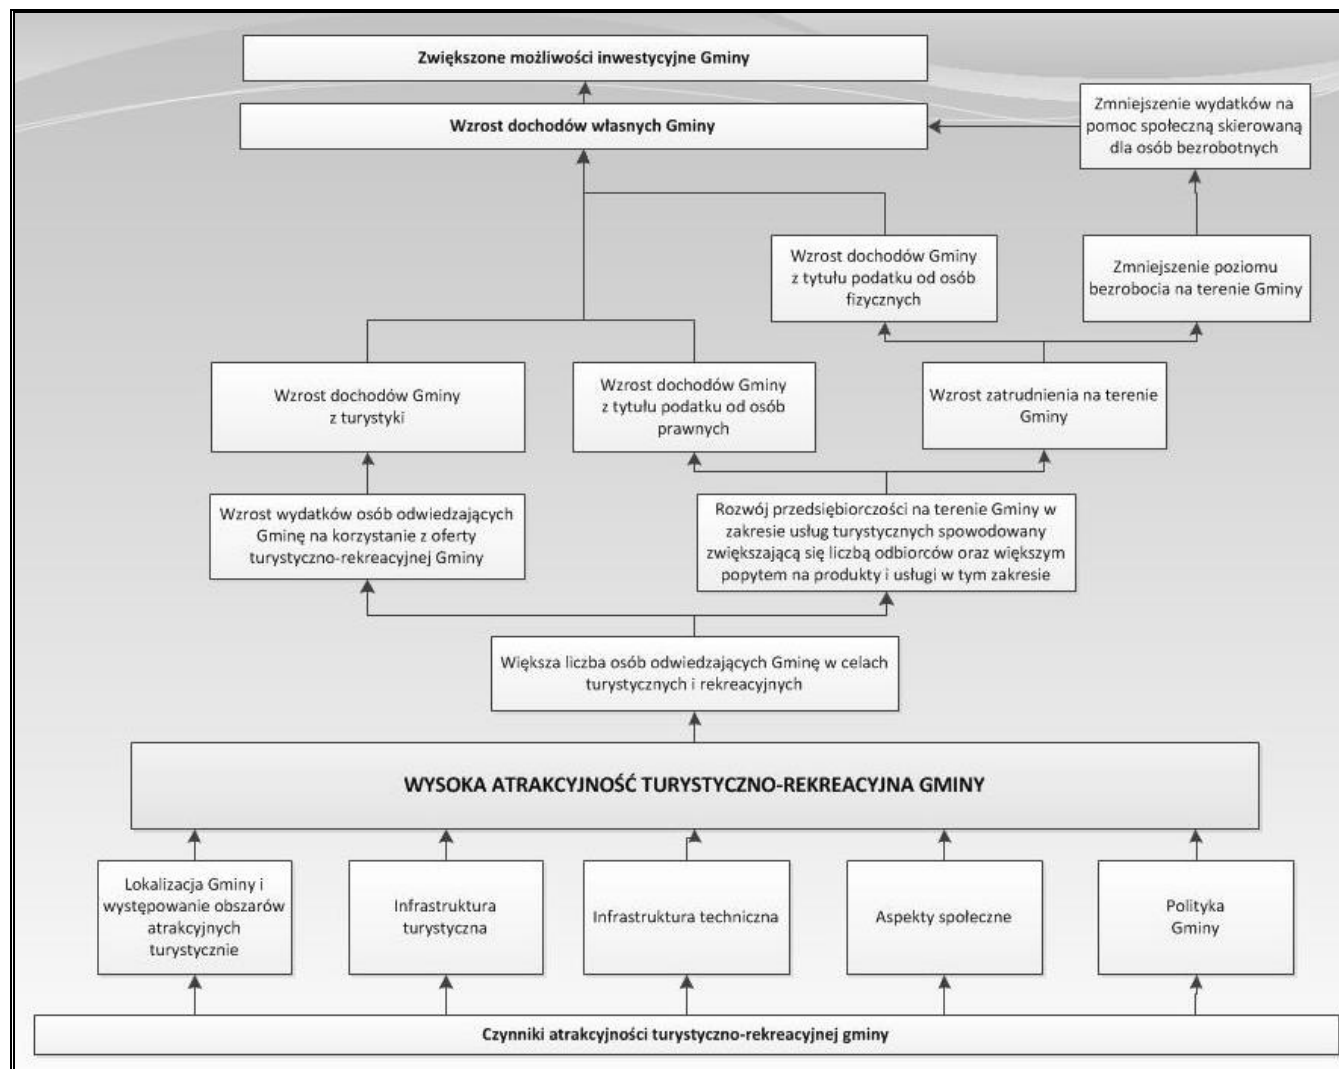 Zwiększone możliwości inwestycyjne Gminy
Wzrost dochodów własnych Gminy
Zmniejszenie wydatków na
pomoc społeczną skierowaną
dla osób bezrobotnych
Wzrost dochodów Gminy
z tytułu podatku od osób
fizycznych
Zmniejszenie poziomu
bezrobocia na terenie Gminy
Wzrost dochodów Gminy
z turystyki
Wzrost dochodów Gminy
z tytułu podatku od osób
prawnych
Wzrost zatrudnienia na terenie
Gminy
Wzrost wydatków osób odwiedzających
Gminę na korzystanie z oferty
turystyczno-rekreacyjnej Gminy
Rozwój przedsiębiorczości na terenie Gminy w
zakresie usług turystycznych spowodowany
zwiększającą się liczbą odbiorców oraz większym
popytem na produkty i usługi w tym zakresie
Większa liczba osób odwiedzających Gminę w celach
turystycznych i rekreacyjnych
WYSOKA ATRAKCYJNOŚĆ TURYSTYCZNO-REKREACYJNA GMINY
Lokalizacja Gminy i
występowanie obszarów
atrakcyjnych
turystycznie
Infrastruktura
turystyczna
Infrastruktura techniczna
Aspekty społeczne
Polityka
Gminy
Czynniki atrakcyjności turystyczno-rekreacyjnej gminy